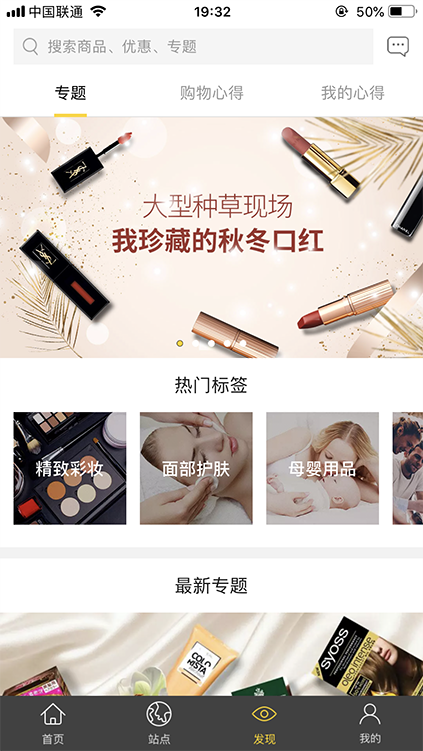 中国联通
19:32
50%
搜索商品、优惠、专题
专题
购物心得
我的心得
大型种草现场
我珍藏的秋冬口红
YSL
热门标签
精致彩妆
面部护肤
母婴用品
最新专题
COLO
MISTA
syoss
oleo intense
首页
站点
发现
我的